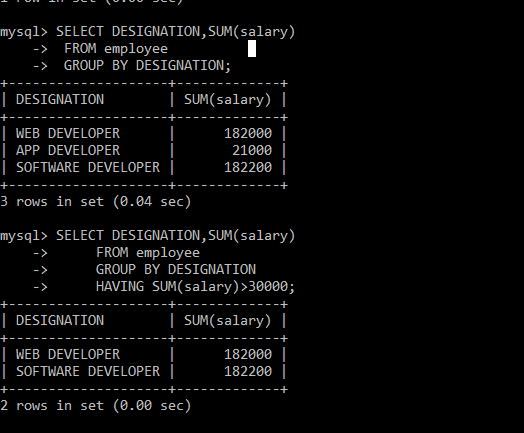 1 row in set (0.00 sec)
mysql> SELECT DESIGNATION,SUM(salary)
    ->  FROM employee
    ->  GROUP BY DESIGNATION;
+--------------------+-------------+
| DESIGNATION        | SUM(salary) |
+--------------------+-------------+
| WEB DEVELOPER      |      182000 |
| APP DEVELOPER      |       21000 |
| SOFTWARE DEVELOPER |      182200 |
+--------------------+-------------+
3 rows in set (0.04 sec)
mysql> SELECT DESIGNATION,SUM(salary)
    ->      FROM employee
    ->      GROUP BY DESIGNATION
    ->      HAVING SUM(salary)>30000;
+--------------------+-------------+
| DESIGNATION        | SUM(salary) |
+--------------------+-------------+
| WEB DEVELOPER      |      182000 |
| SOFTWARE DEVELOPER |      182200 |
+--------------------+-------------+
2 rows in set (0.00 sec)